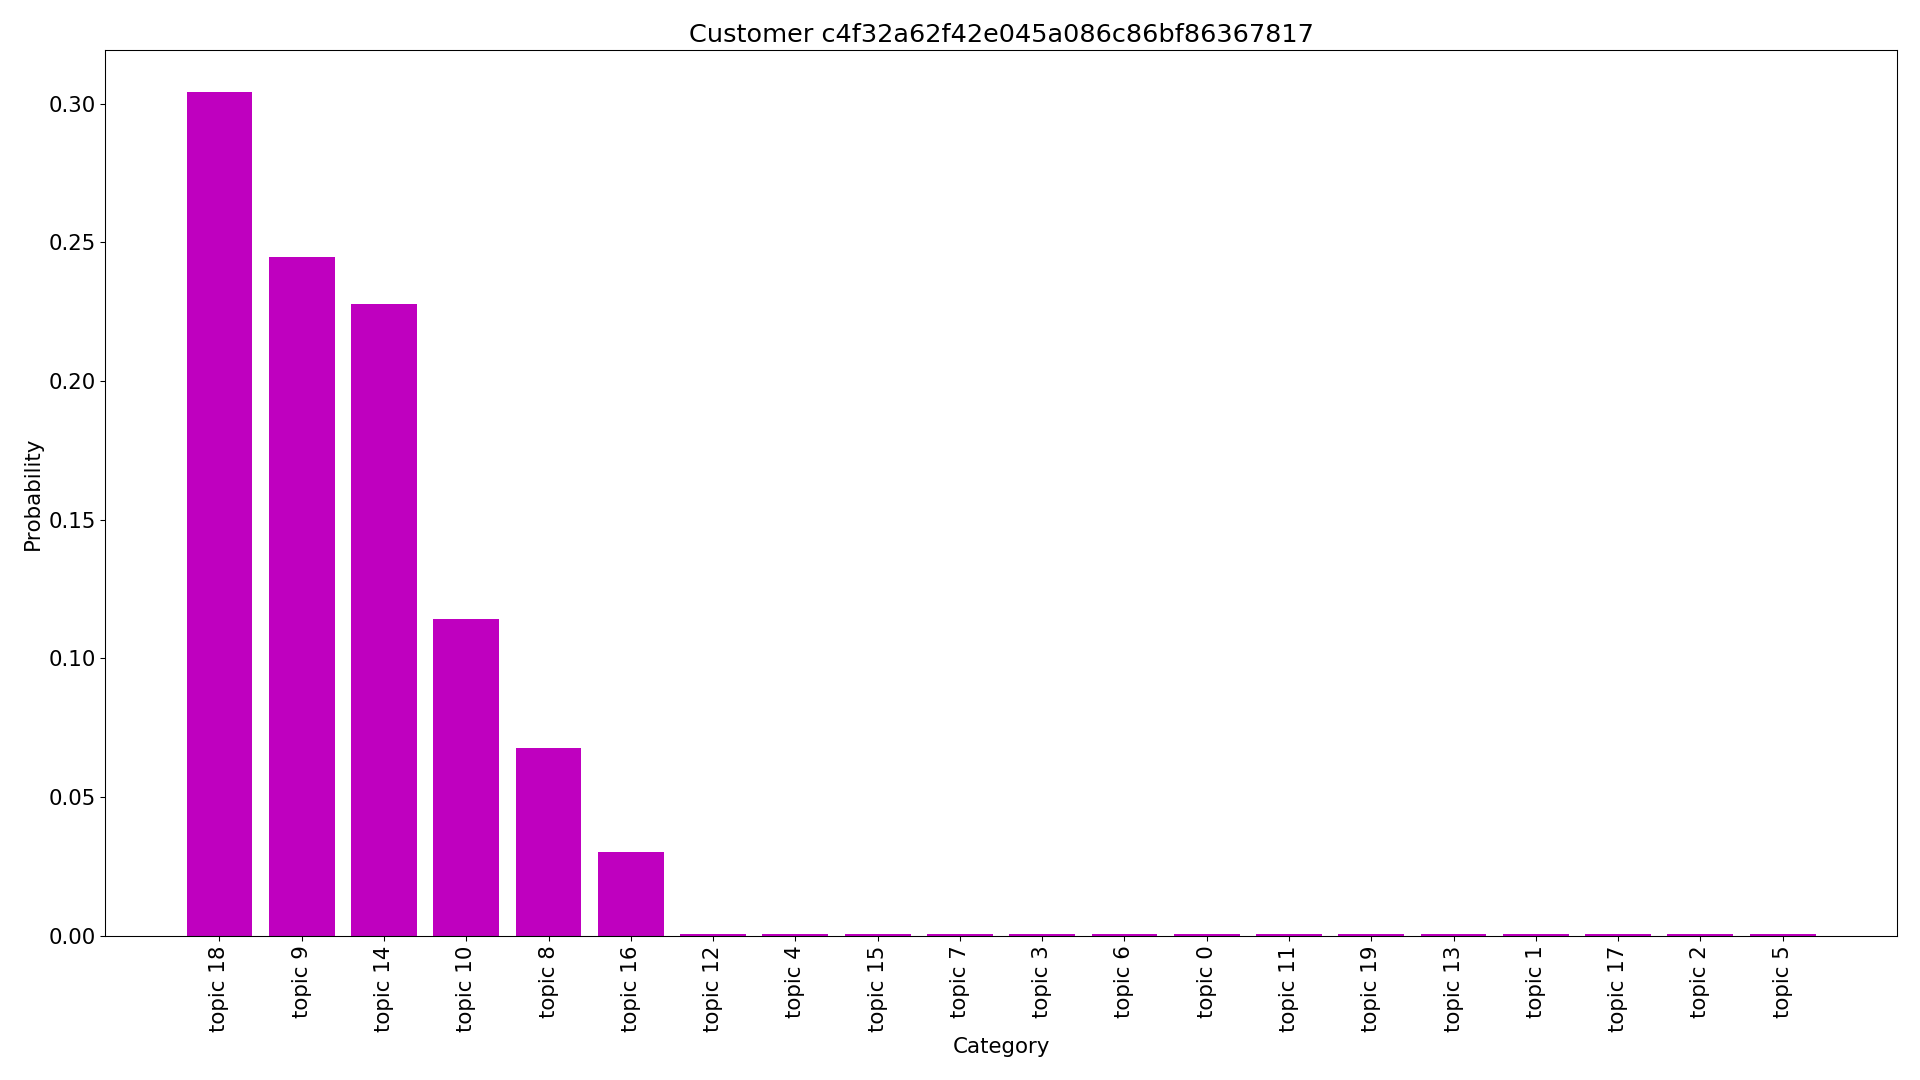 Customer c4f32a62f42e045a086c86bf86367817
0.30
0.25
0.20
0.15
0.10
0.05
0.00
Probability
topic 18
topic 9
topic 14
topic 10
topic 8
topic 16
topic 12
topic 4
topic 15
topic 7
topic 3
topic 6
topic 0
topic 11
topic 19
topic 13
topic 1
topic 17
topic 2
topic 5
Category